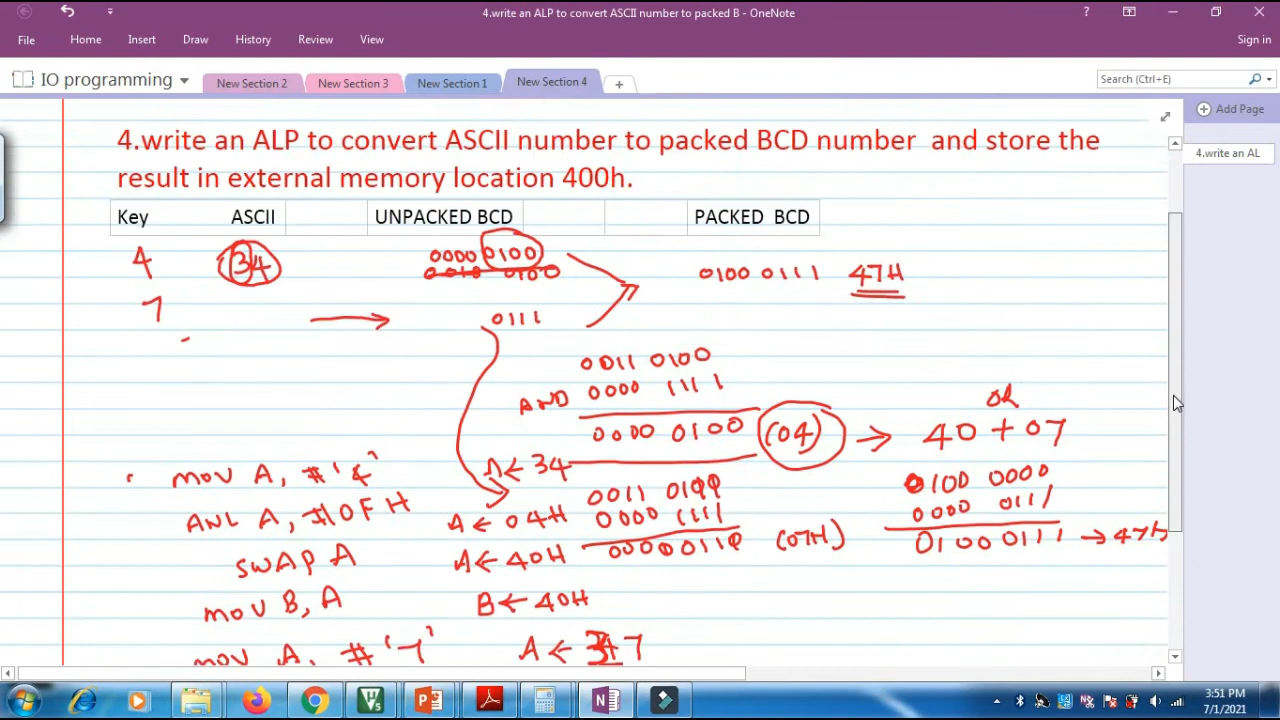 4.write an ALP to convert ASCII number to packed B - OneNote
? 
File Home Insert Draw History Review View Sign in
IO programming New Section 2 New Section 3 New Section 1 New Section 4 Search (Ctrl+E)
Add Page
4.write an AL
4.write an ALP to convert ASCII number to packed BCD number and store the
result in external memory location 400h.
Key ASCII UNPACKED BCD PACKED BCD
4 34 0000 0100
0100 0111 47H
7 0111
0011 0100
AND 0000 1111
0000 0100 (04) → 40 + 07
OR
0100 0000
0000 0111
01000111 → 47h
MOV A, #'4' A ← 34
ANL A, #0FH A ← 04H
0000 1111
(07H)
SWAP A A ← 40H
MOV B, A B ← 40H
MOV A, #'7' A ← 37
3:51 PM
7/1/2021